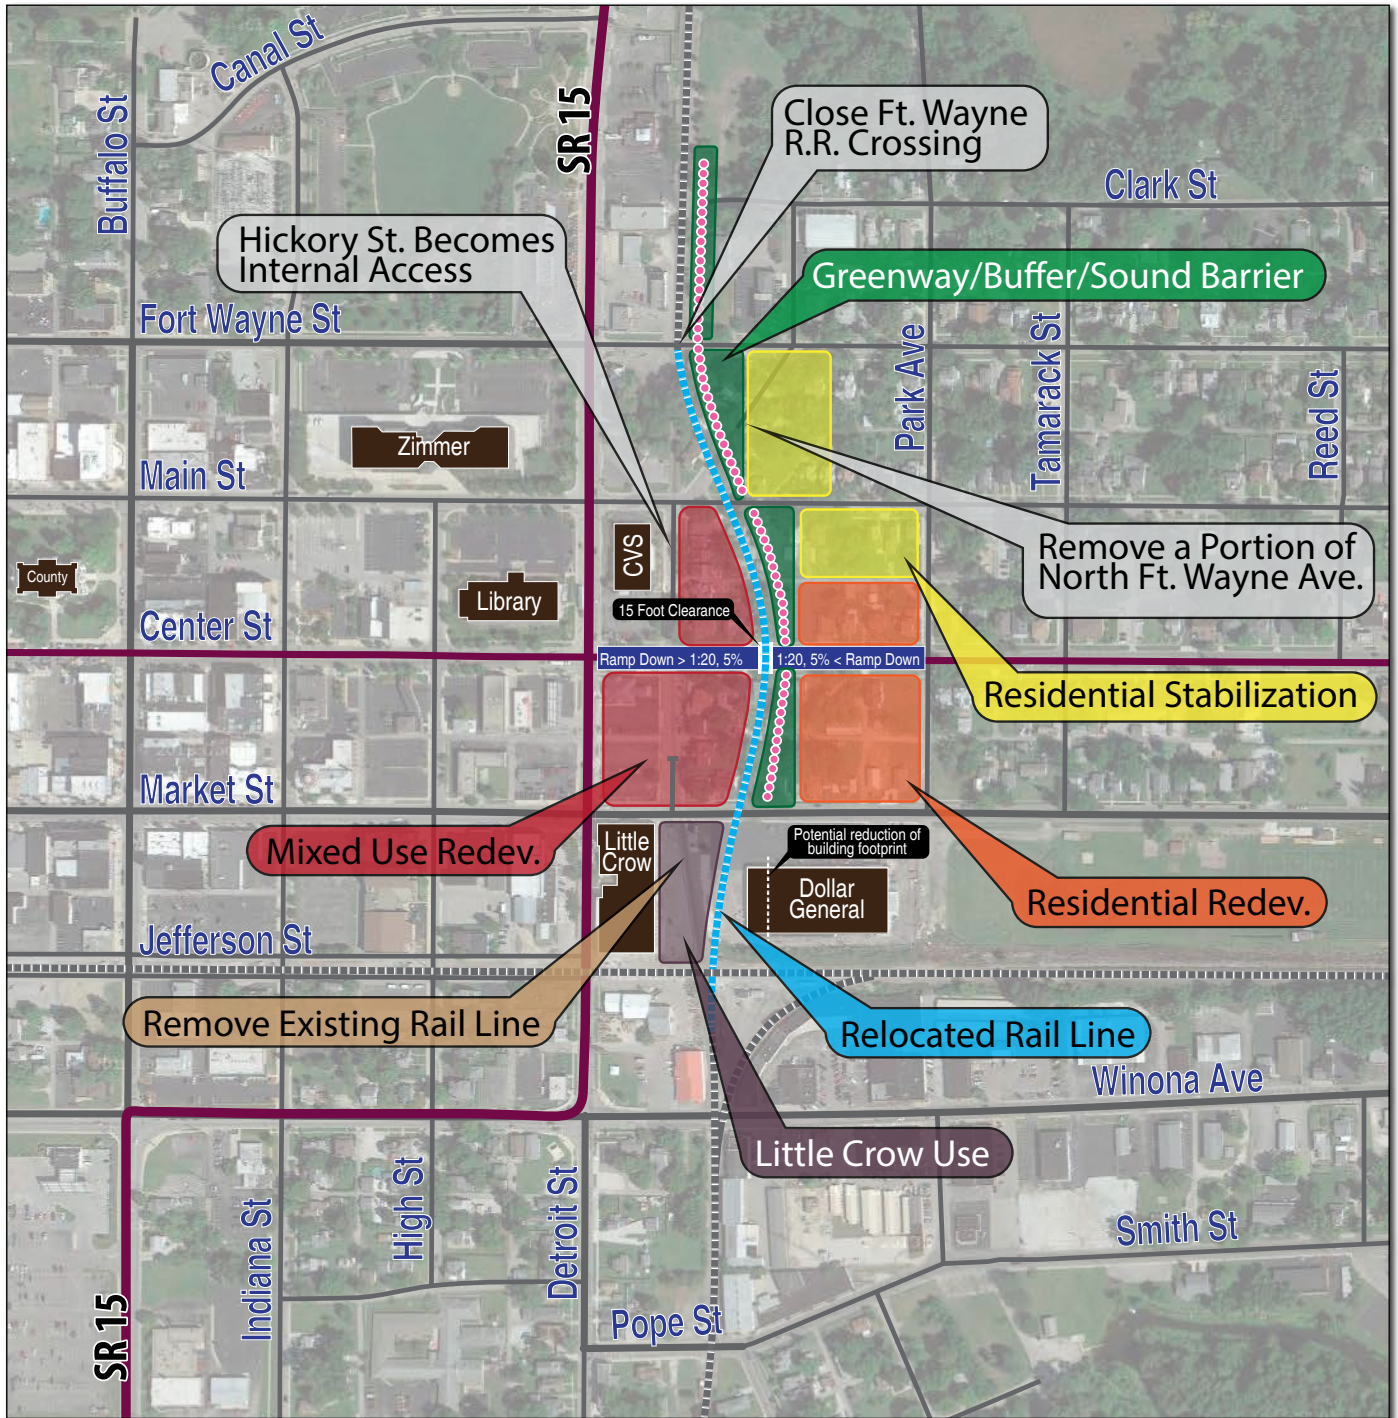 Canal St
Buffalo St
SR 15
Close Ft. Wayne
R.R. Crossing
Clark St
Hickory St. Becomes
Internal Access
Greenway/Buffer/Sound Barrier
Fort Wayne St
Park Ave
Tamarack St
Reed St
Zimmer
Main St
CVS
Remove a Portion of
North Ft. Wayne Ave.
County
Library
15 Foot Clearance
Center St
Ramp Down > 1:20, 5%
1:20, 5% < Ramp Down
Residential Stabilization
Market St
Mixed Use Redev.
Little
Crow
Potential reduction of
building footprint
Dollar
General
Residential Redev.
Jefferson St
Remove Existing Rail Line
Relocated Rail Line
Winona Ave
Little Crow Use
Indiana St
High St
Detroit St
Smith St
Pope St
SR 15